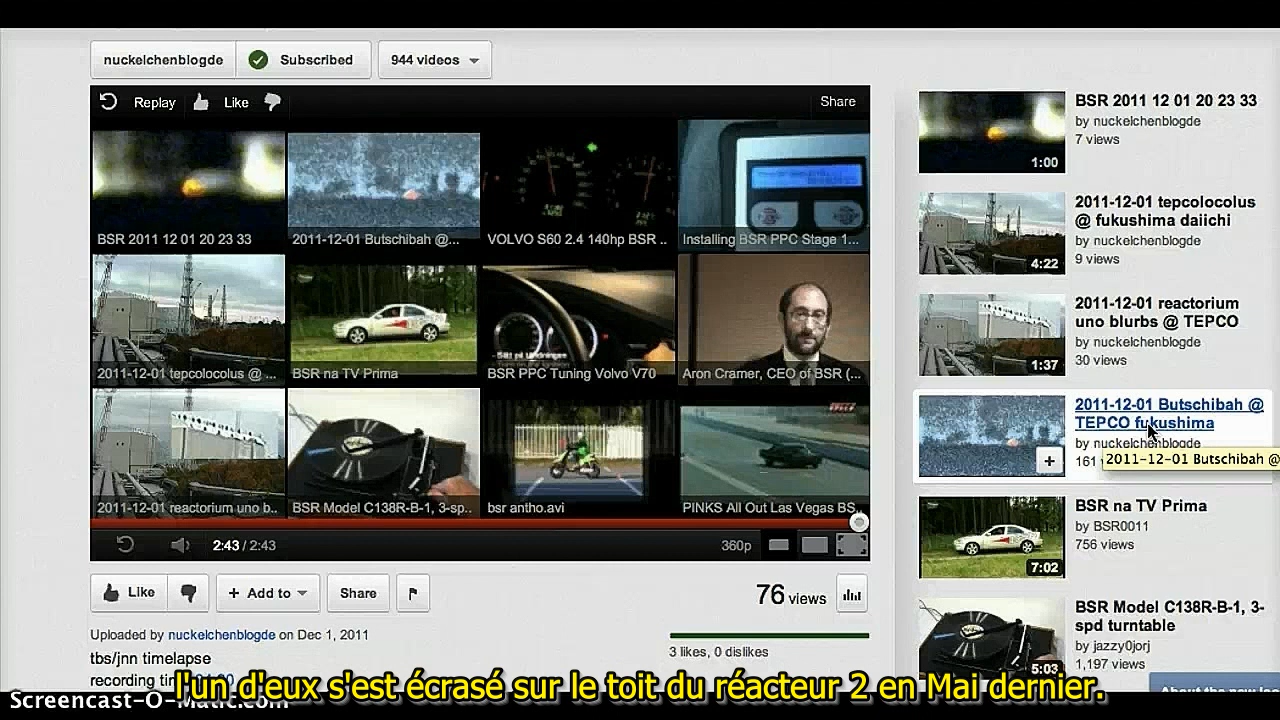 nuckelchenblogde
Subscribed
944 videos
Replay
Like
Share
BSR 2011 12 01 20 23 33
2011-12-01 Butschibah @...
VOLVO S60 2.4 140hp BSR ..
Installing BSR PPC Stage 1...
2011-12-01 tepcolocolus @ ...
BSR na TV Prima
BSR PPC Tuning Volvo V70
Aron Cramer, CEO of BSR (...
2011-12-01 reactorium uno b..
BSR Model C138R-B-1, 3-sp..
bsr antho.avi
PINKS All Out Las Vegas BS..
2:43 / 2:43
360p
Like
+ Add to
Share
76 views
Uploaded by nuckelchenblogde on Dec 1, 2011
3 likes, 0 dislikes
tbs/jnn timelapse
BSR 2011 12 01 20 23 33
by nuckelchenblogde
7 views
1:00
2011-12-01 tepcolocolus
@ fukushima daiichi
by nuckelchenblogde
9 views
4:22
2011-12-01 reactorium
uno blurbs @ TEPCO
by nuckelchenblogde
30 views
1:37
2011-12-01 Butschibah @
TEPCO fukushima
by nuckelchenblogde
161
2011-12-01 Butschibah @
BSR na TV Prima
by BSR0011
756 views
7:02
BSR Model C138R-B-1, 3-
spd turntable
by jazzy0jorj
1,197 views
5:03
recording
l'un d'eux s'est écrasé sur le toit du réacteur 2 en Mai dernier.
Screencast-O-Matic.com